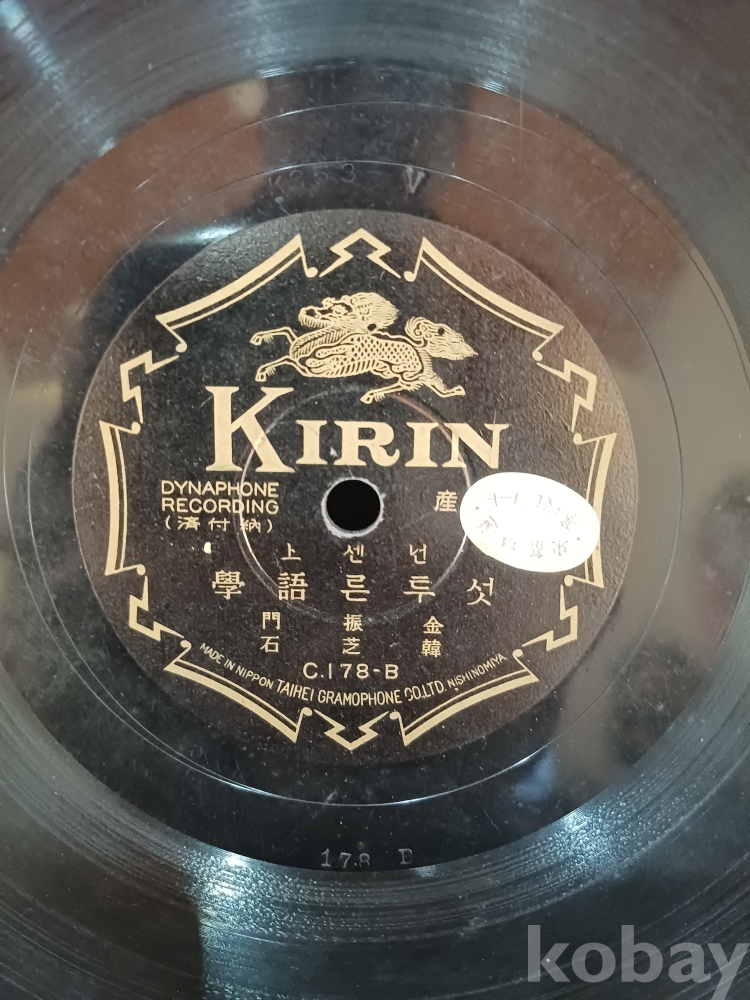 KIRIN
DYNAPHONE
RECORDING
(納付済)
産
넌센上
섯투른語學
金振門
韓芝石
C.178-B
MADE IN NIPPON TAIHEI GRAMOPHONE CO.LTD. NISHINOMIYA
178 B
kobay